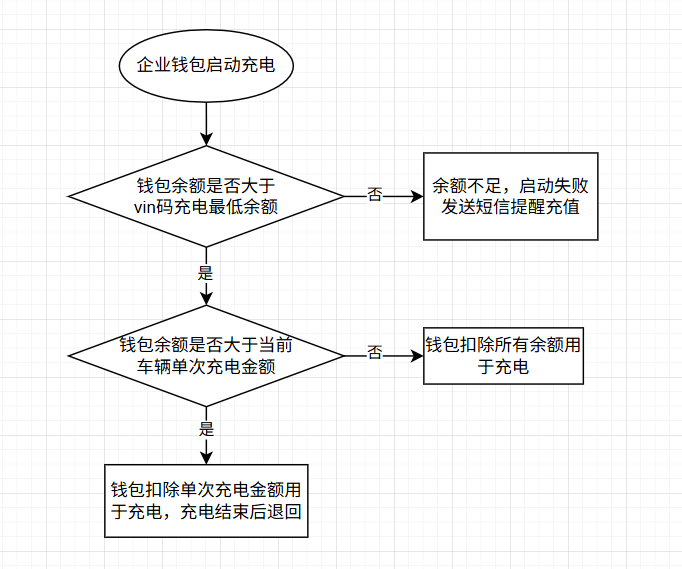 企业钱包启动充电
钱包余额是否大于
vin码充电最低余额
否
余额不足，启动失败
发送短信提醒充值
是
钱包余额是否大于当前
车辆单次充电金额
否
钱包扣除所有余额用
于充电
是
钱包扣除单次充电金额用
于充电，充电结束后退回